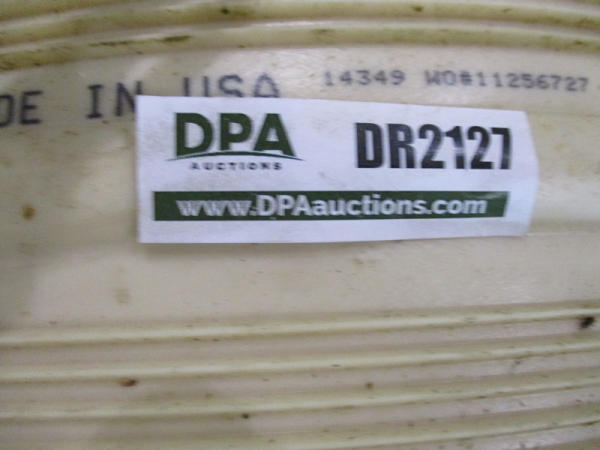 DE IN USA 14349 WO#11256727
DPA
AUCTIONS
DR2127
www.DPAauctions.com